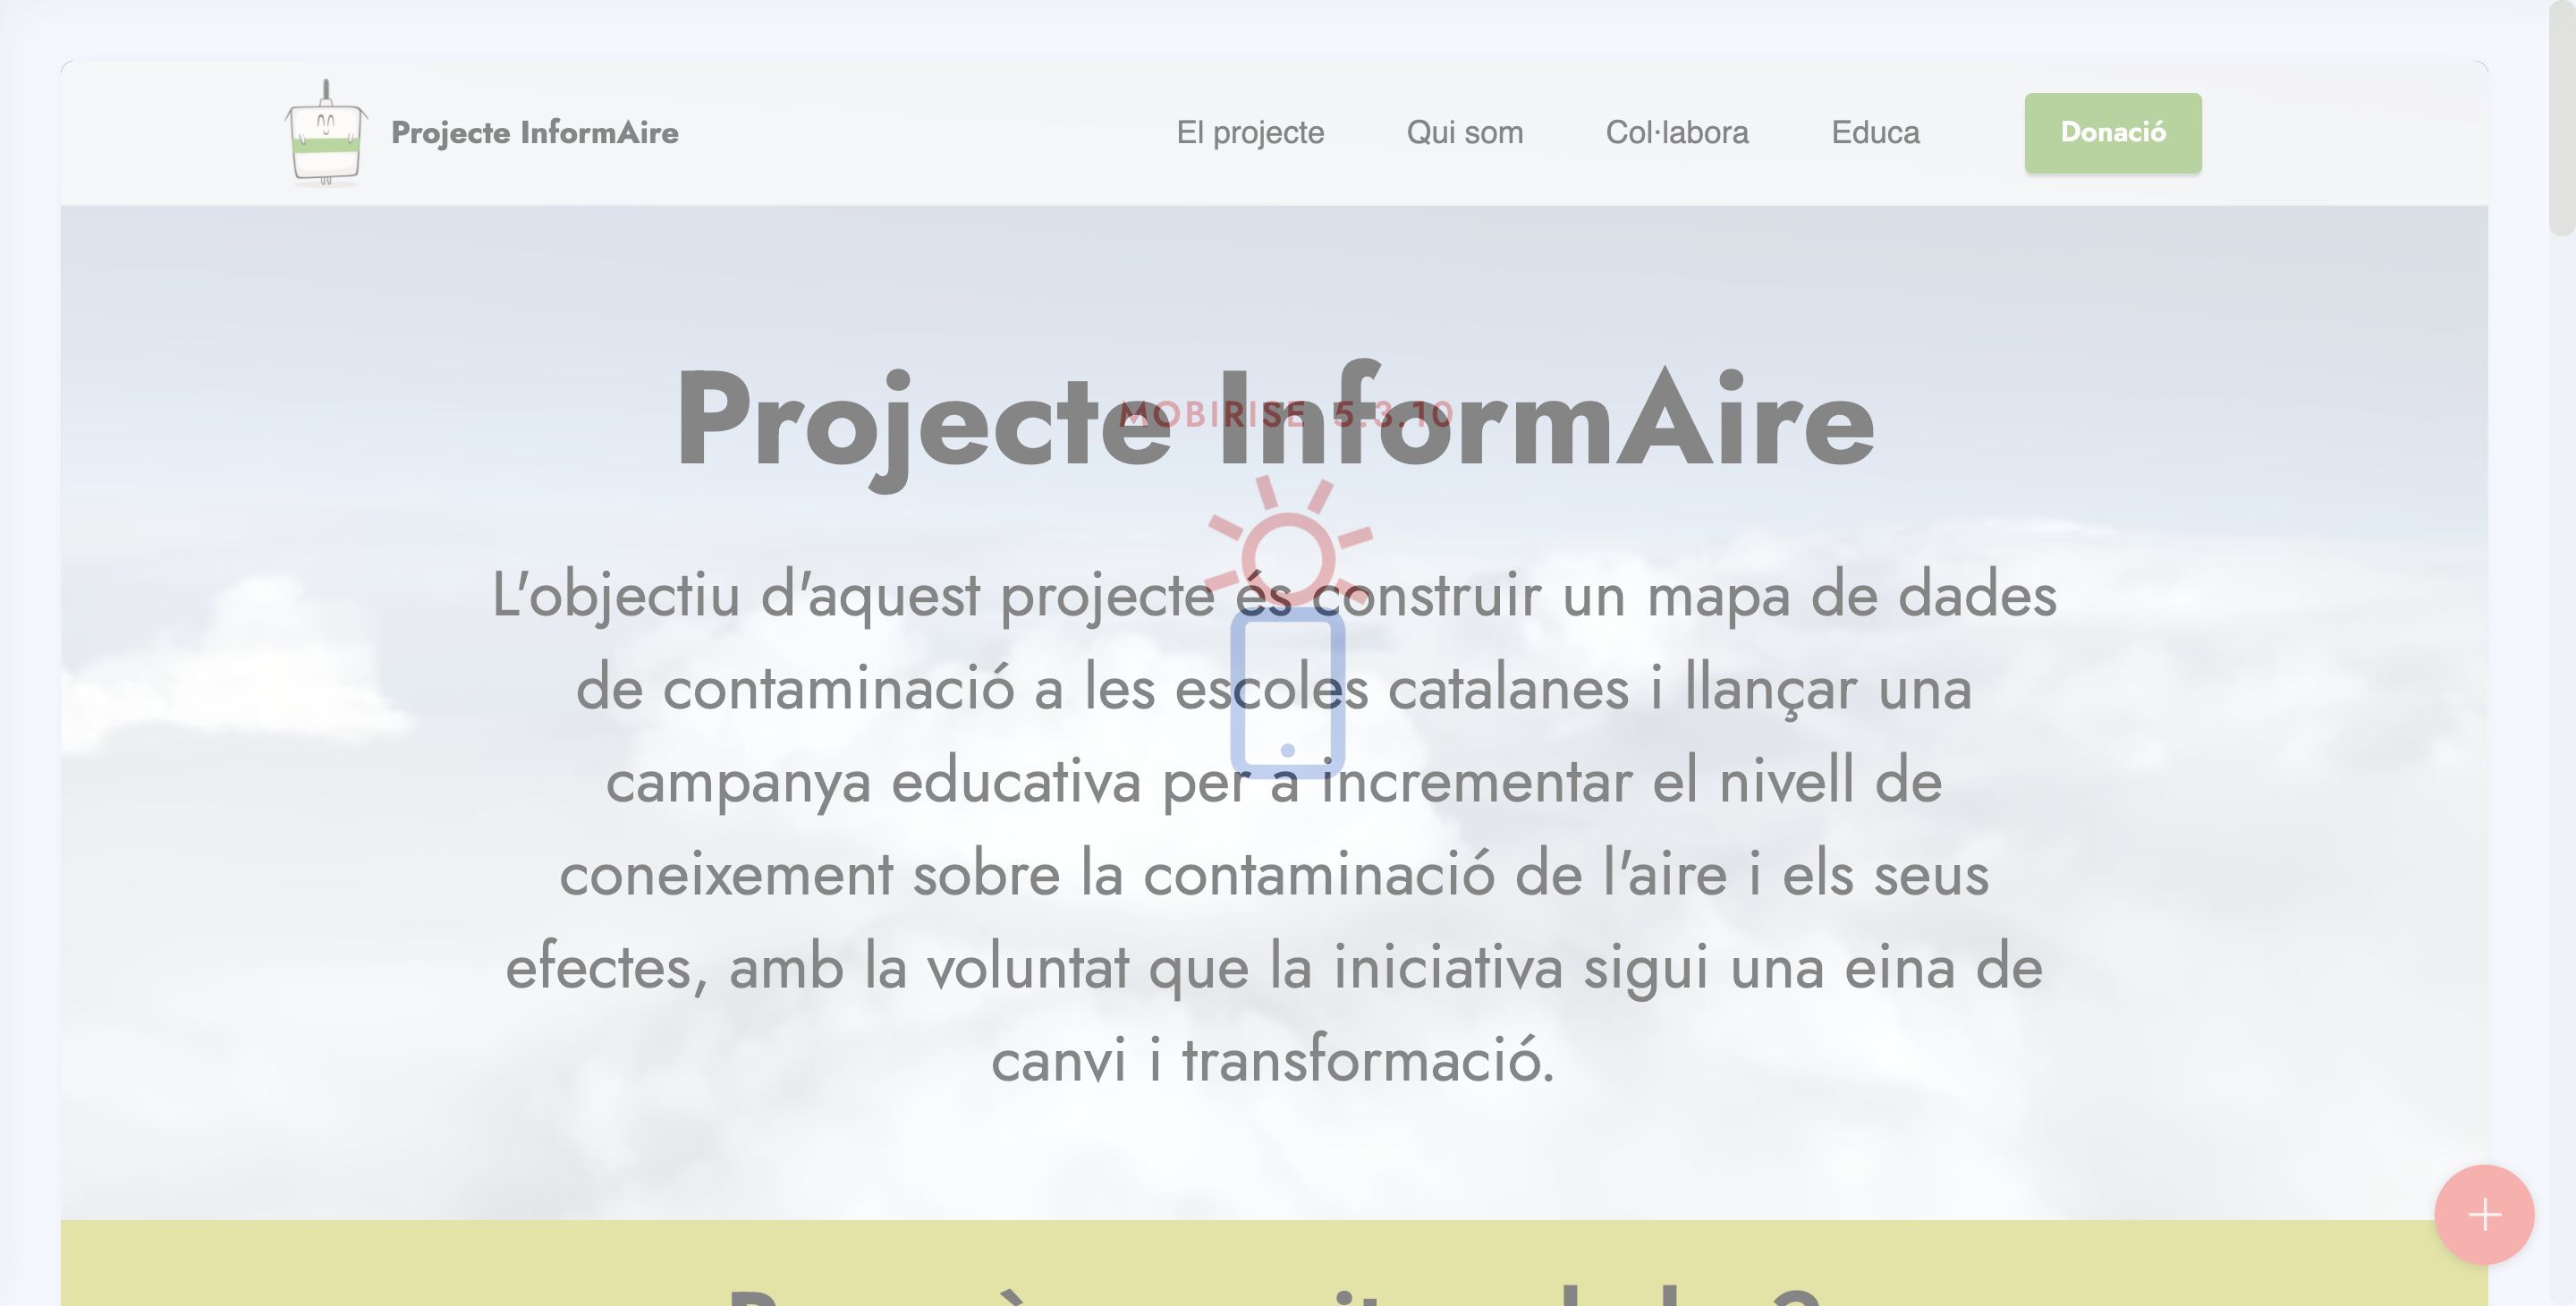 Projecte InformAire
El projecte
Qui som
Col·labora
Educa
Donació
Projecte InformAire
MOBIRISE 5.3.10
L'objectiu d'aquest projecte és construir un mapa de dades
de contaminació a les escoles catalanes i llançar una
campanya educativa per a incrementar el nivell de
coneixement sobre la contaminació de l'aire i els seus
efectes, amb la voluntat que la iniciativa sigui una eina de
canvi i transformació.